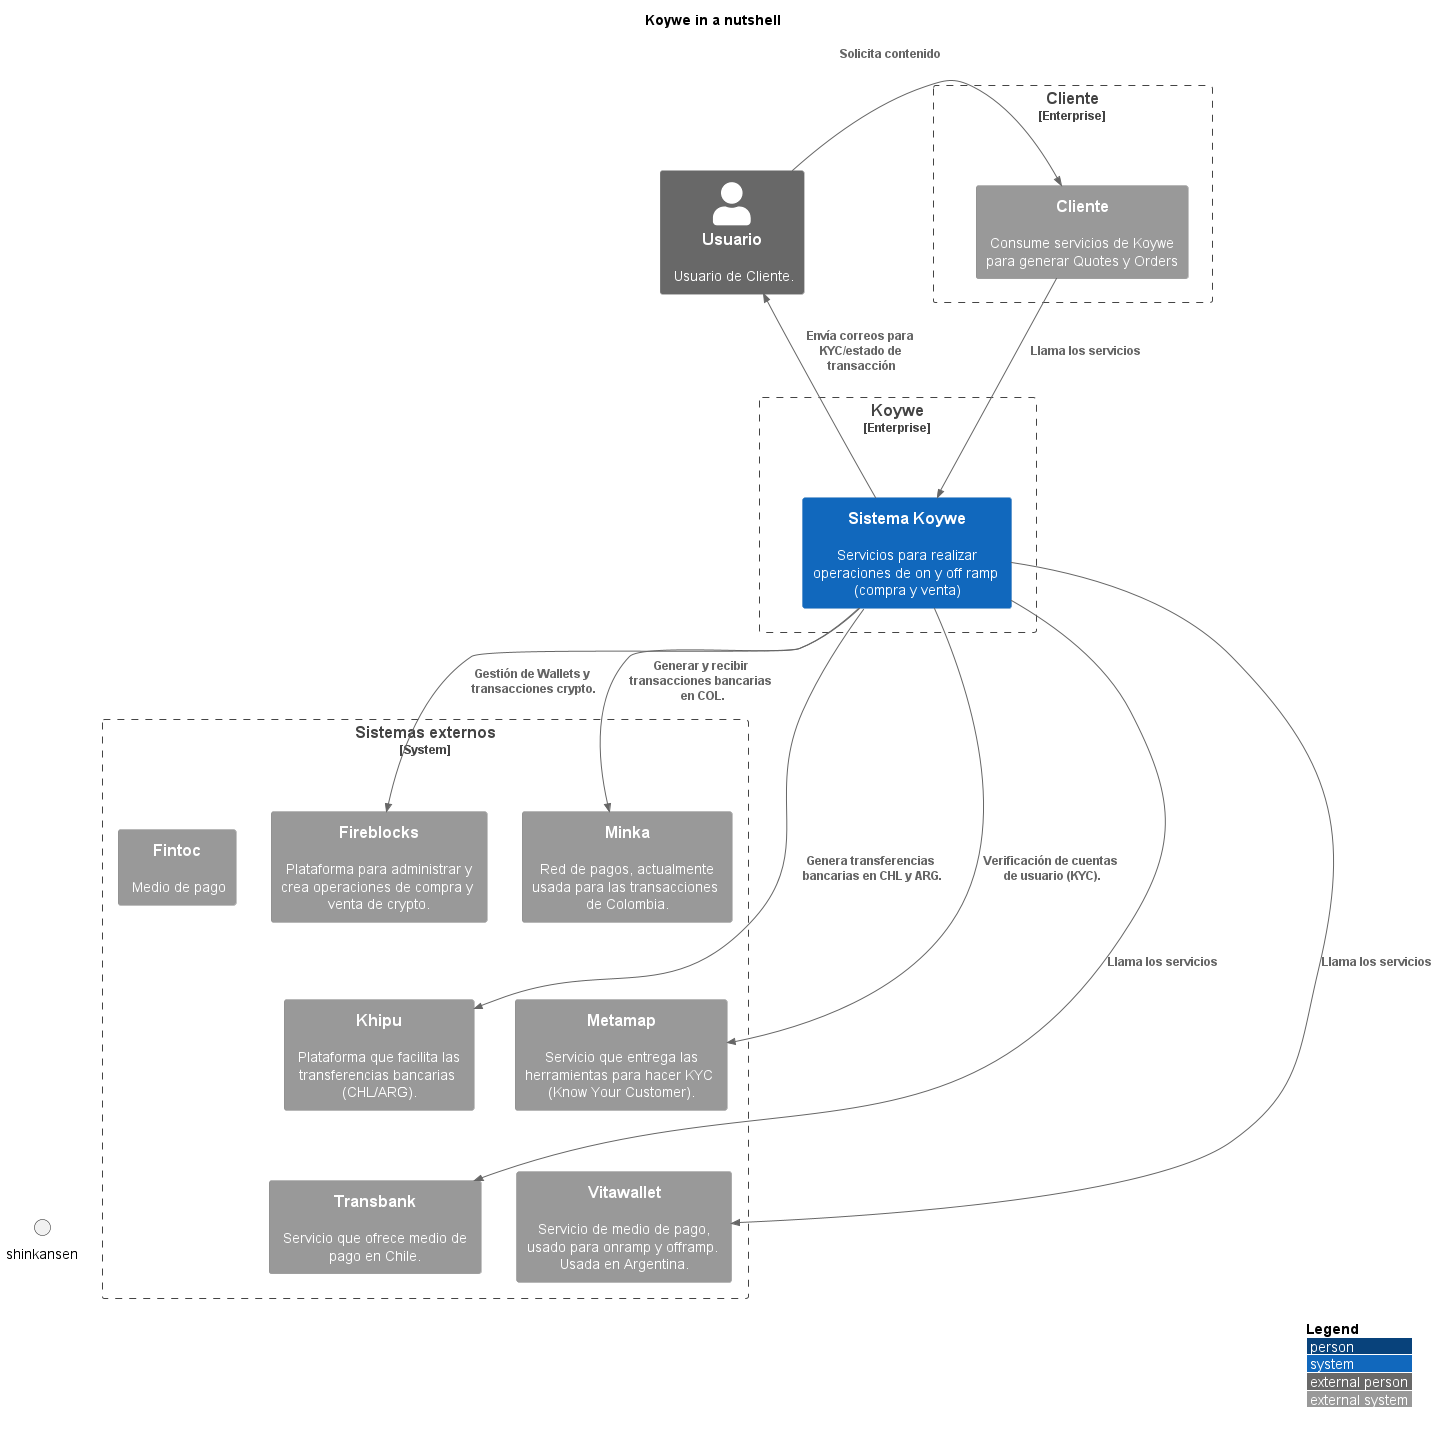 Koywe in a nutshell
Solicita contenido
Cliente
[Enterprise]
Usuario
Usuario de Cliente.
Cliente
Consume servicios de Koywe
para generar Quotes y Orders
Envía correos para
KYC/estado de
transacción
Llama los servicios
Koywe
[Enterprise]
Sistema Koywe
Servicios para realizar
operaciones de on y off ramp
(compra y venta)
Gestión de Wallets y
transacciones crypto.
Generar y recibir
transacciones bancarias
en COL.
Sistemas externos
[System]
Fintoc
Medio de pago
Fireblocks
Plataforma para administrar y
crea operaciones de compra y
venta de crypto.
Minka
Red de pagos, actualmente
usada para las transacciones
de Colombia.
Genera transferencias
bancarias en CHL y ARG.
Verificación de cuentas
de usuario (KYC).
Llama los servicios
Llama los servicios
Khipu
Plataforma que facilita las
transferencias bancarias
(CHL/ARG).
Metamap
Servicio que entrega las
herramientas para hacer KYC
(Know Your Customer).
Transbank
Servicio que ofrece medio de
pago en Chile.
Vitawallet
Servicio de medio de pago,
usado para onramp y offramp.
Usada en Argentina.
shinkansen
Legend
person
system
external person
external system